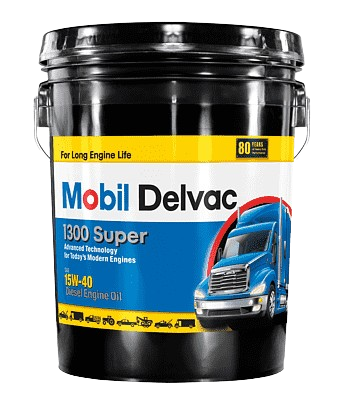 For Long Engine Life
80 YEARS
Mobil Delvac
1300 Super
Advanced Technology
for Today's Modern Engines
15W-40
Diesel Engine Oil